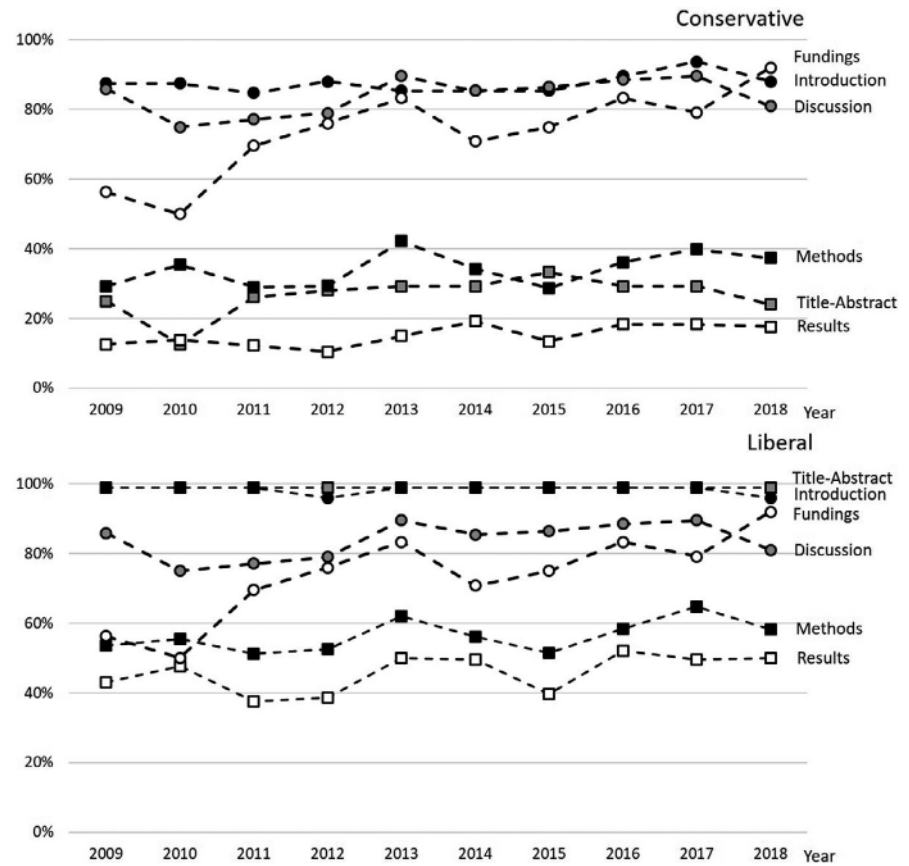 Conservative
100%
Fundings
Introduction
80%
Discussion
60%
40%
Methods
Title-Abstract
20%
Results
0%
2009 2010 2011 2012 2013 2014 2015 2016 2017 2018 Year
Liberal
100%
Title-Abstract
Introduction
Fundings
80%
Discussion
60%
Methods
Results
40%
20%
0%
2009 2010 2011 2012 2013 2014 2015 2016 2017 2018 Year